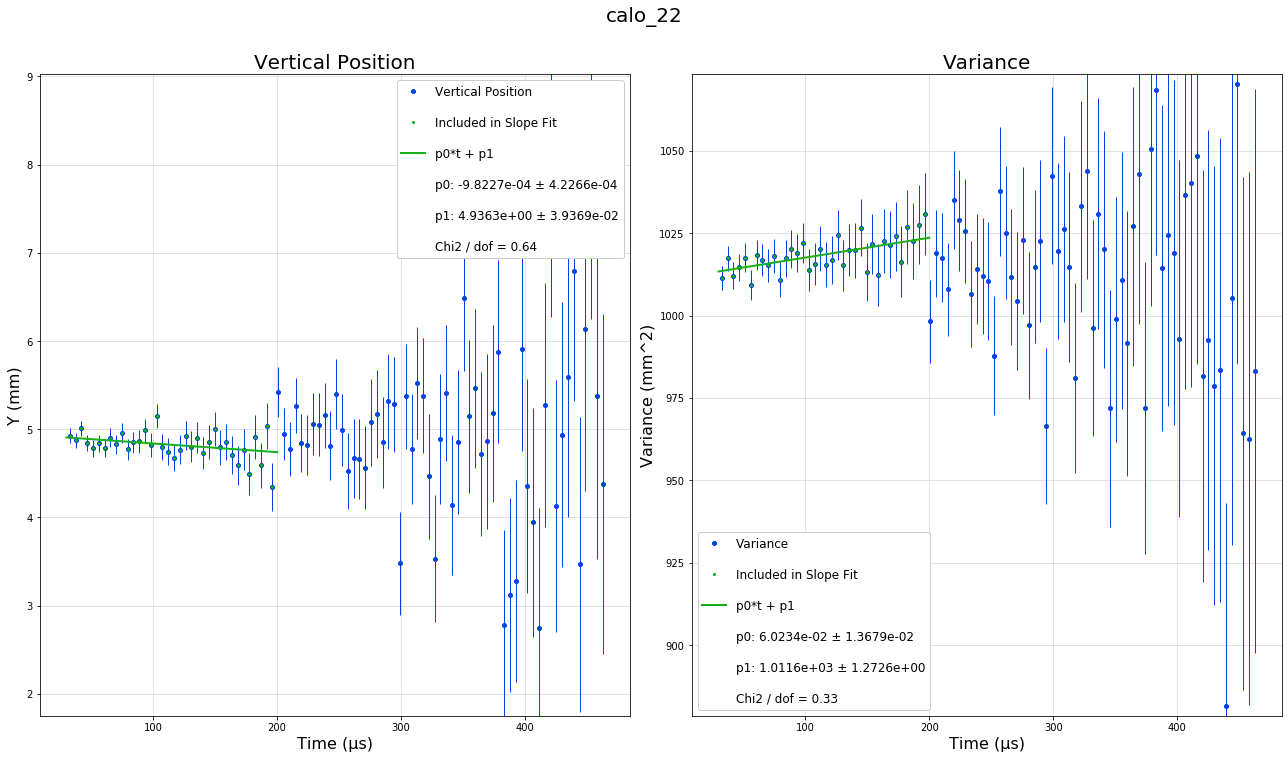 calo_22
Vertical Position
9
8
7
6
5
4
3
2
Y (mm)
100
200
300
400
Time (μs)
Vertical Position
Included in Slope Fit
p0*t + p1
p0: -9.8227e-04 ± 4.2266e-04
p1: 4.9363e+00 ± 3.9369e-02
Chi2 / dof = 0.64
Variance
1050
1025
1000
975
950
925
900
Variance (mm^2)
100
200
300
400
Time (μs)
Variance
Included in Slope Fit
p0*t + p1
p0: 6.0234e-02 ± 1.3679e-02
p1: 1.0116e+03 ± 1.2726e+00
Chi2 / dof = 0.33